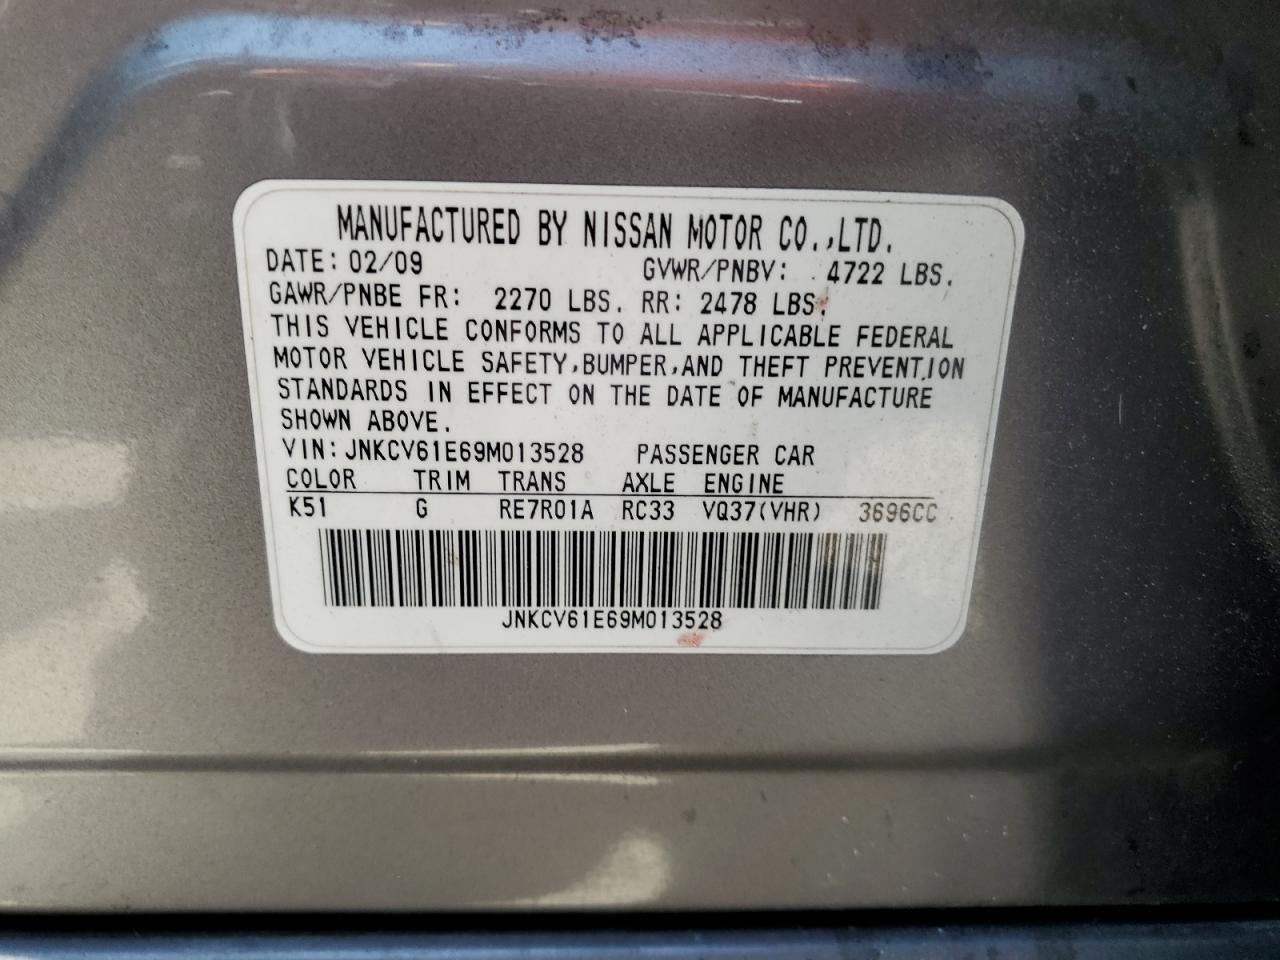 MANUFACTURED BY NISSAN MOTOR CO.,LTD.
DATE: 02/09 GVWR/PNBV: 4722 LBS.
GAWR/PNBE FR: 2270 LBS. RR: 2478 LBS.
THIS VEHICLE CONFORMS TO ALL APPLICABLE FEDERAL
MOTOR VEHICLE SAFETY,BUMPER,AND THEFT PREVENTION
STANDARDS IN EFFECT ON THE DATE OF MANUFACTURE
SHOWN ABOVE.
VIN:JNKCV61E69M013528 PASSENGER CAR
COLOR TRIM TRANS AXLE ENGINE
K51 G RE7R01A RC33 VQ37(VHR) 3696CC
JNKCV61E69M013528